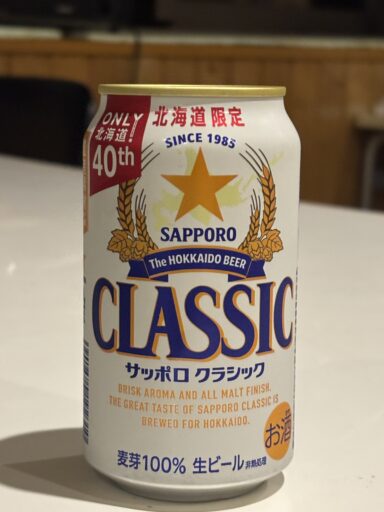 ONLY
北海道!
40th
北海道 限定
SINCE 1985
SAPPORO
The HOKKAIDO BEER
CLASSIC
サッポロ クラシック
BRISK AROMA AND ALL MALT FINISH.
THE GREAT TASTE OF SAPPORO CLASSIC IS
BREWED FOR HOKKAIDO.
お酒
麦芽100% 生ビール 非熱処理